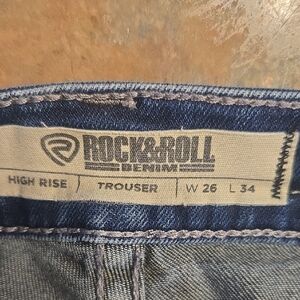 ROCK&ROLL
DENIM
HIGH RISE / TROUSER | W 26 L 34